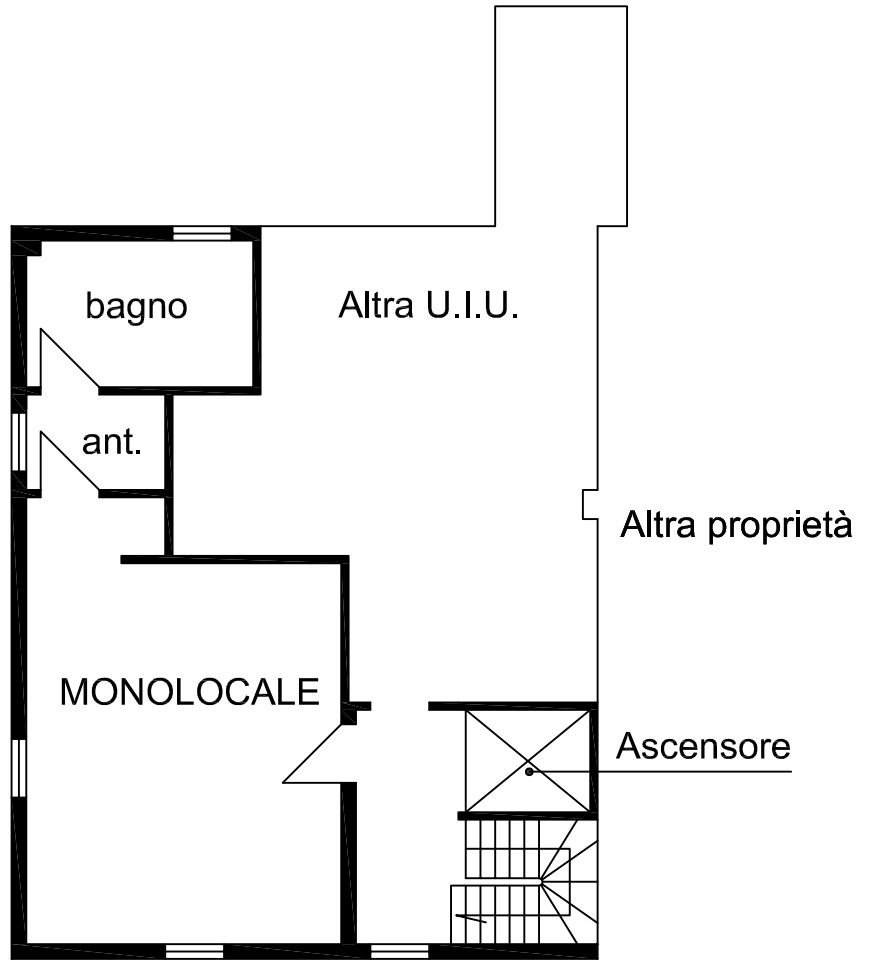 bagno
Altra U.I.U.
ant.
Altra proprietà
MONOLOCALE
Ascensore